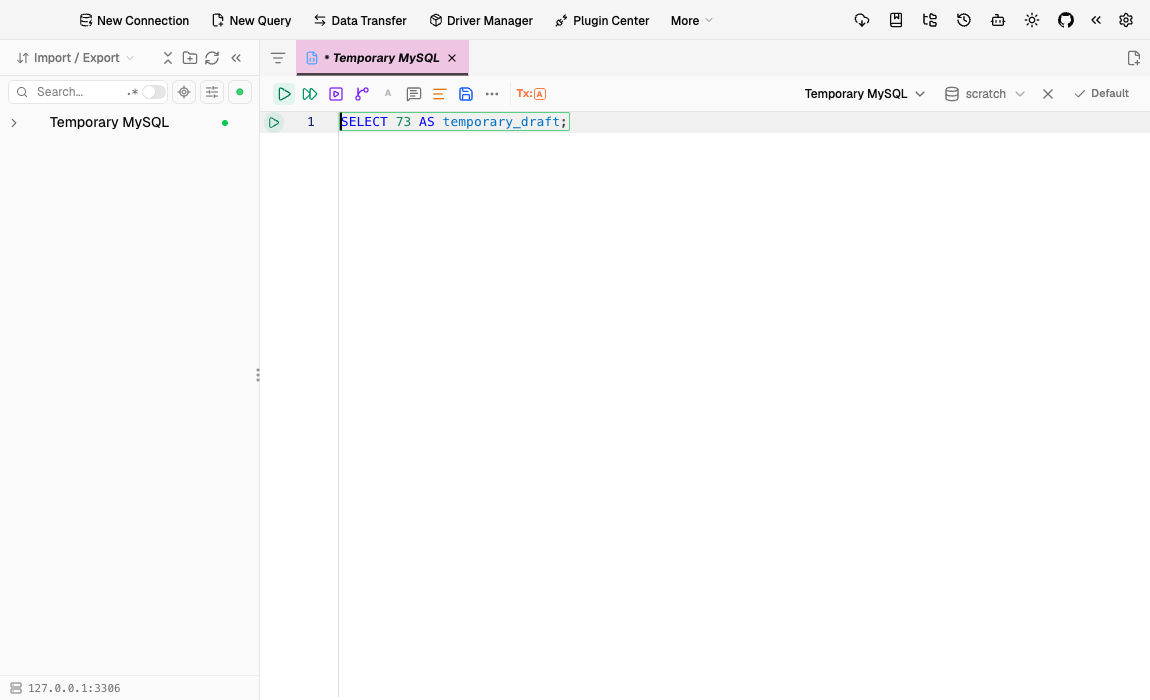 New Connection New Query Data Transfer Driver Manager Plugin Center More
Import / Export
* Temporary MySQL
Search... .*
A Tx: A Temporary MySQL scratch Default
Temporary MySQL
1 SELECT 73 AS temporary_draft;
127.0.0.1:3306